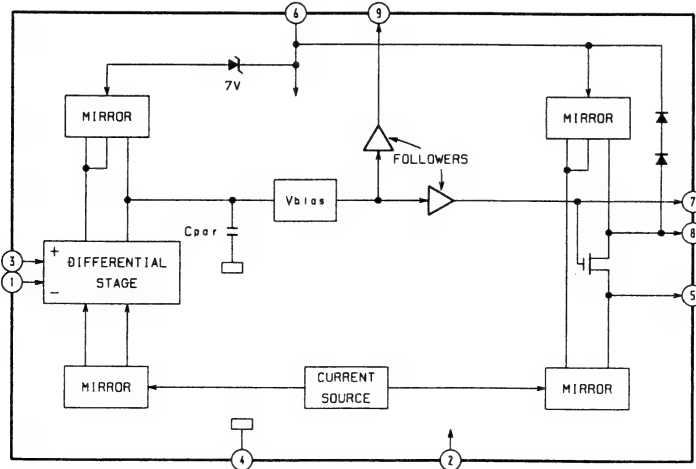 6 9
7V
MIRROR
MIRROR
FOLLOWERS
Vbias
7
Cpar
8
3
+
DIFFERENTIAL
STAGE
1
−
5
MIRROR
CURRENT
SOURCE
MIRROR
4 2